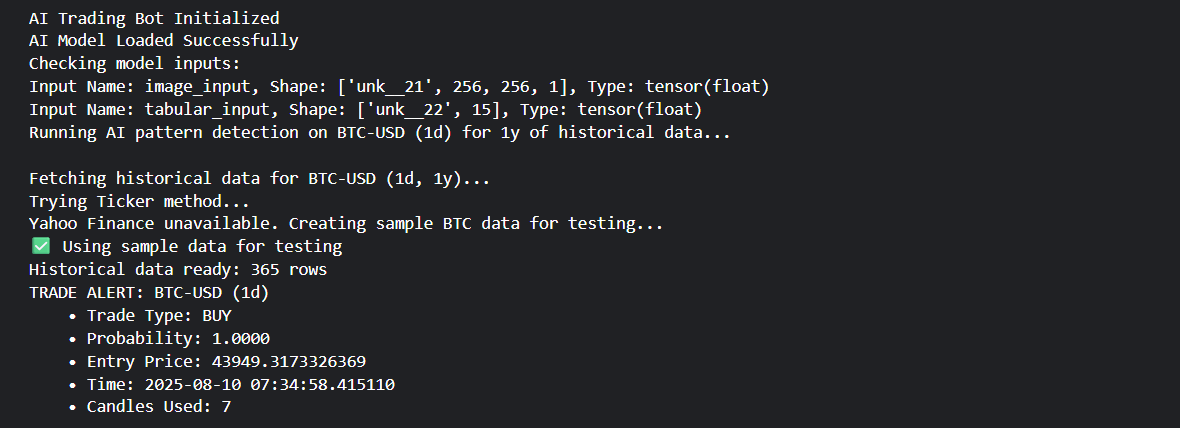 AI Trading Bot Initialized
AI Model Loaded Successfully
Checking model inputs:
Input Name: image_input, Shape: ['unk__21', 256, 256, 1], Type: tensor(float)
Input Name: tabular_input, Shape: ['unk__22', 15], Type: tensor(float)
Running AI pattern detection on BTC-USD (1d) for 1y of historical data...
Fetching historical data for BTC-USD (1d, 1y)...
Trying Ticker method...
Yahoo Finance unavailable. Creating sample BTC data for testing...
✅ Using sample data for testing
Historical data ready: 365 rows
TRADE ALERT: BTC-USD (1d)
• Trade Type: BUY
• Probability: 1.0000
• Entry Price: 43949.3173326369
• Time: 2025-08-10 07:34:58.415110
• Candles Used: 7